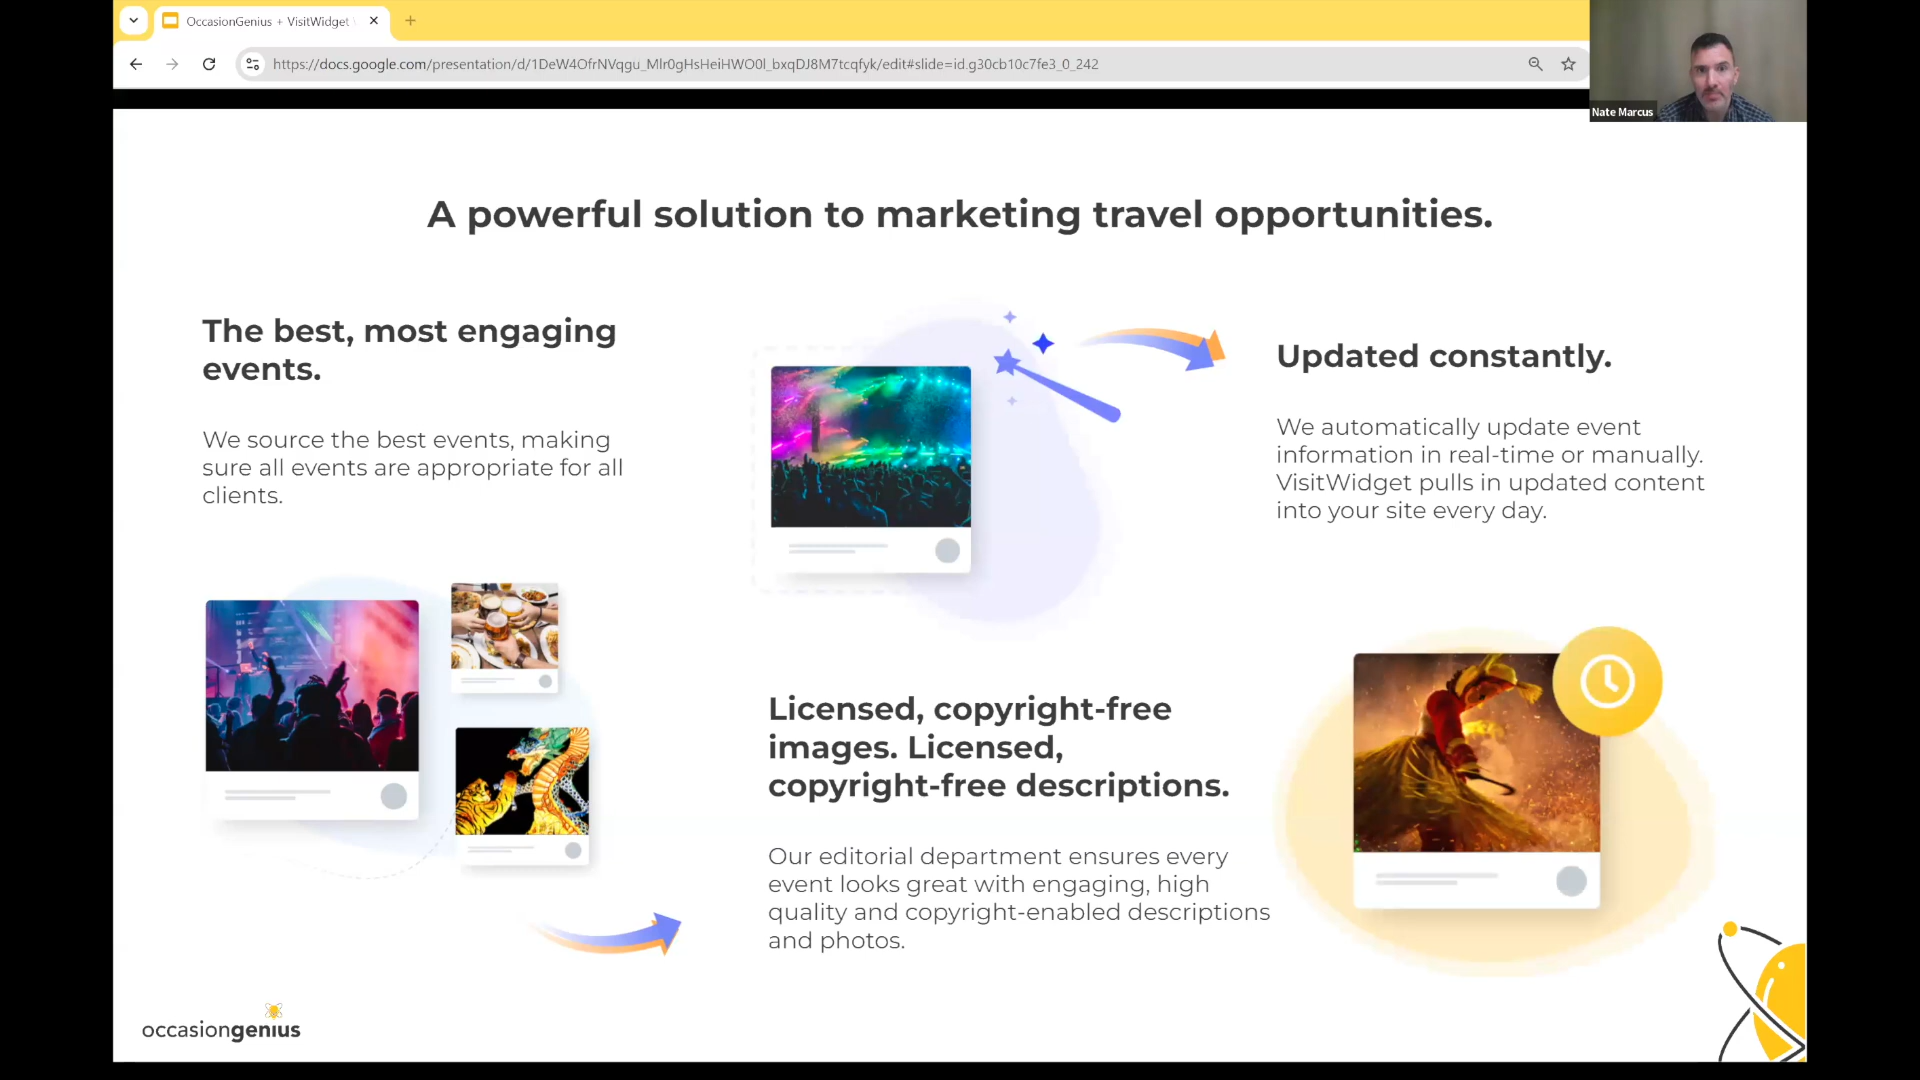 OccasionGenius + VisitWidget
https://docs.google.com/presentation/d/1DeW4OfrNVqgu_Mlr0gHsHeiHWO0l_bxqDJ8M7tcqfyk/edit#slide=id.g30cb10c7fe3_0_242
Nate Marcus
A powerful solution to marketing travel opportunities.
The best, most engaging
events.
We source the best events, making
sure all events are appropriate for all
clients.
Licensed, copyright-free
images. Licensed,
copyright-free descriptions.
Our editorial department ensures every
event looks great with engaging, high
quality and copyright-enabled descriptions
and photos.
Updated constantly.
We automatically update event
information in real-time or manually.
VisitWidget pulls in updated content
into your site every day.
occasiongenius